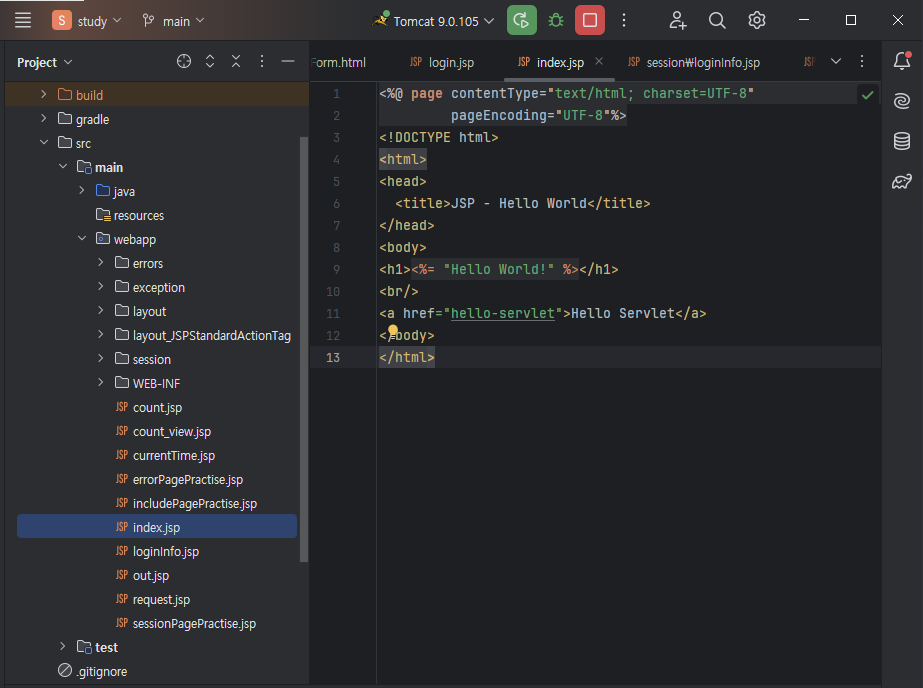 S study main Tomcat 9.0.105
Project
Form.html JSP login.jsp JSP index.jsp JSP session₩loginInfo.jsp JSP
build
gradle
src
main
java
resources
webapp
errors
exception
layout
layout_JSPStandardActionTag
session
WEB-INF
JSP count.jsp
JSP count_view.jsp
JSP currentTime.jsp
JSP errorPagePractise.jsp
JSP includePagePractise.jsp
JSP index.jsp
JSP loginInfo.jsp
JSP out.jsp
JSP request.jsp
JSP sessionPagePractise.jsp
test
.gitignore
1 <%@ page contentType="text/html; charset=UTF-8"
2 pageEncoding="UTF-8"%>
3 <!DOCTYPE html>
4 <html>
5 <head>
6 <title>JSP - Hello World</title>
7 </head>
8 <body>
9 <h1><%= "Hello World!" %></h1>
10 <br/>
11 <a href="hello-servlet">Hello Servlet</a>
12 </body>
13 </html>